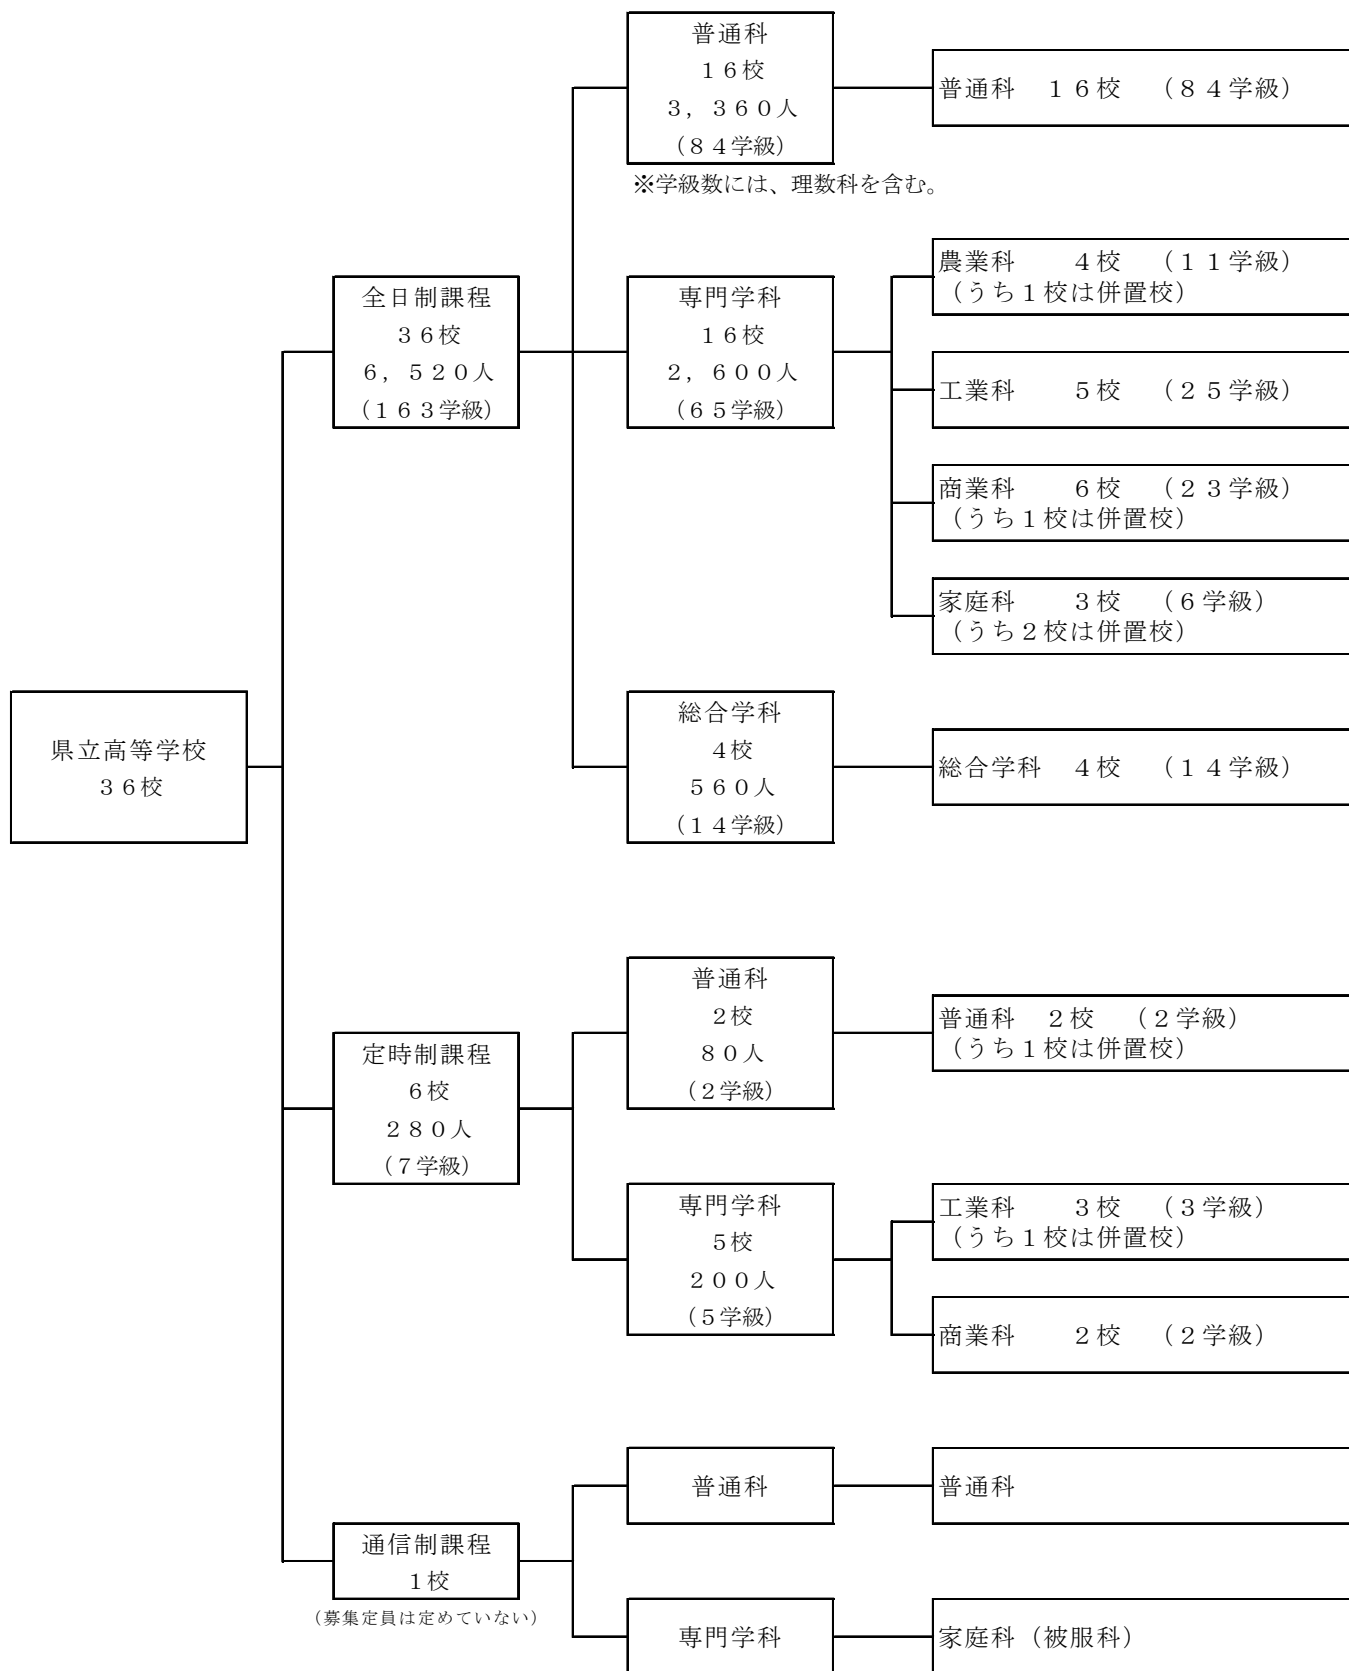 県立高等学校
３６校
全日制課程
３６校
６，５２０人
（１６３学級）
普通科
１６校
３，３６０人
（８４学級）
※学級数には、理数科を含む。
普通科　１６校　（８４学級）
専門学科
１６校
２，６００人
（６５学級）
農業科　　４校　（１１学級）
（うち１校は併置校）
工業科　　５校　（２５学級）
商業科　　６校　（２３学級）
（うち１校は併置校）
家庭科　　３校　（６学級）
（うち２校は併置校）
総合学科
４校
５６０人
（１４学級）
総合学科　４校　（１４学級）
定時制課程
６校
２８０人
（７学級）
普通科
２校
８０人
（２学級）
普通科　２校　（２学級）
（うち１校は併置校）
専門学科
５校
２００人
（５学級）
工業科　　３校　（３学級）
（うち１校は併置校）
商業科　　２校　（２学級）
通信制課程
１校
（募集定員は定めていない）
普通科
普通科
専門学科
家庭科（被服科）